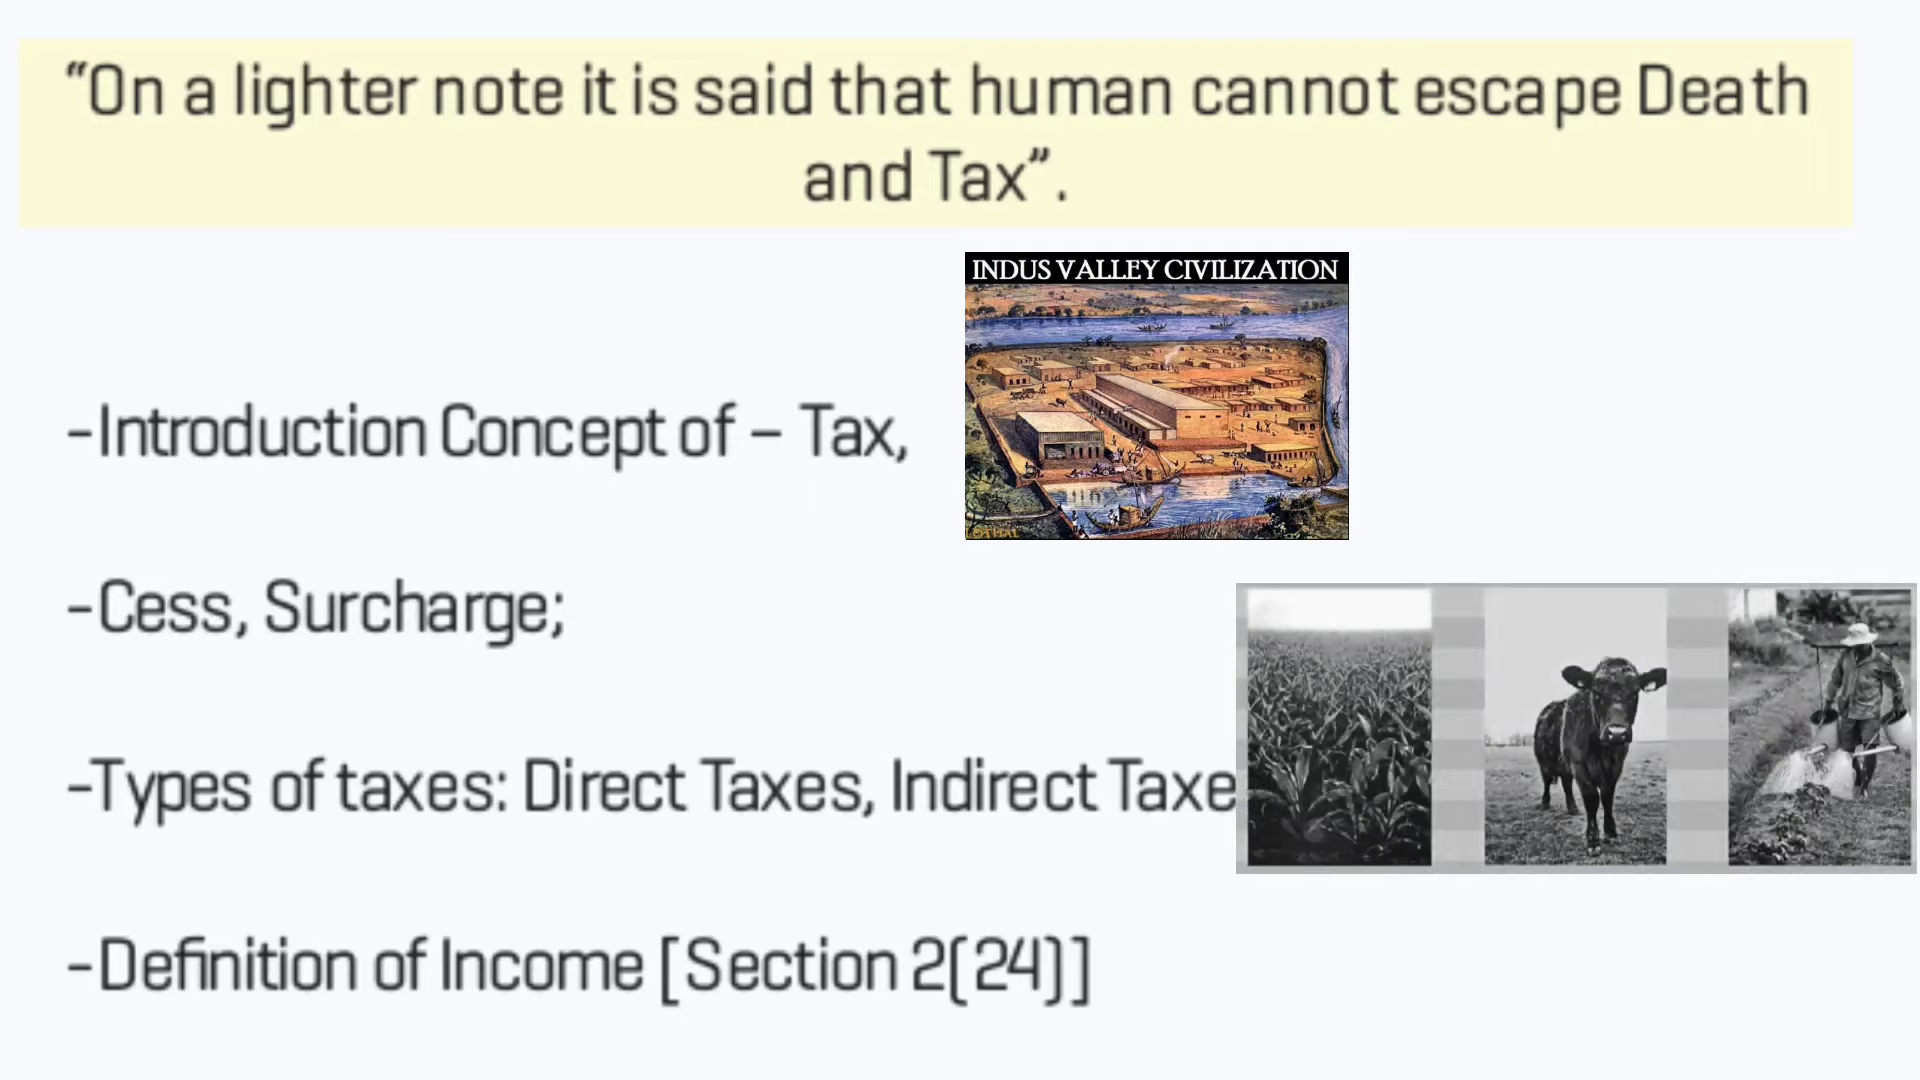 “On a lighter note it is said that human cannot escape Death
and Tax”.
INDUS VALLEY CIVILIZATION
-Introduction Concept of – Tax,
LOTHAL
-Cess, Surcharge;
-Types of taxes: Direct Taxes, Indirect Taxe
-Definition of Income [Section 2(24)]